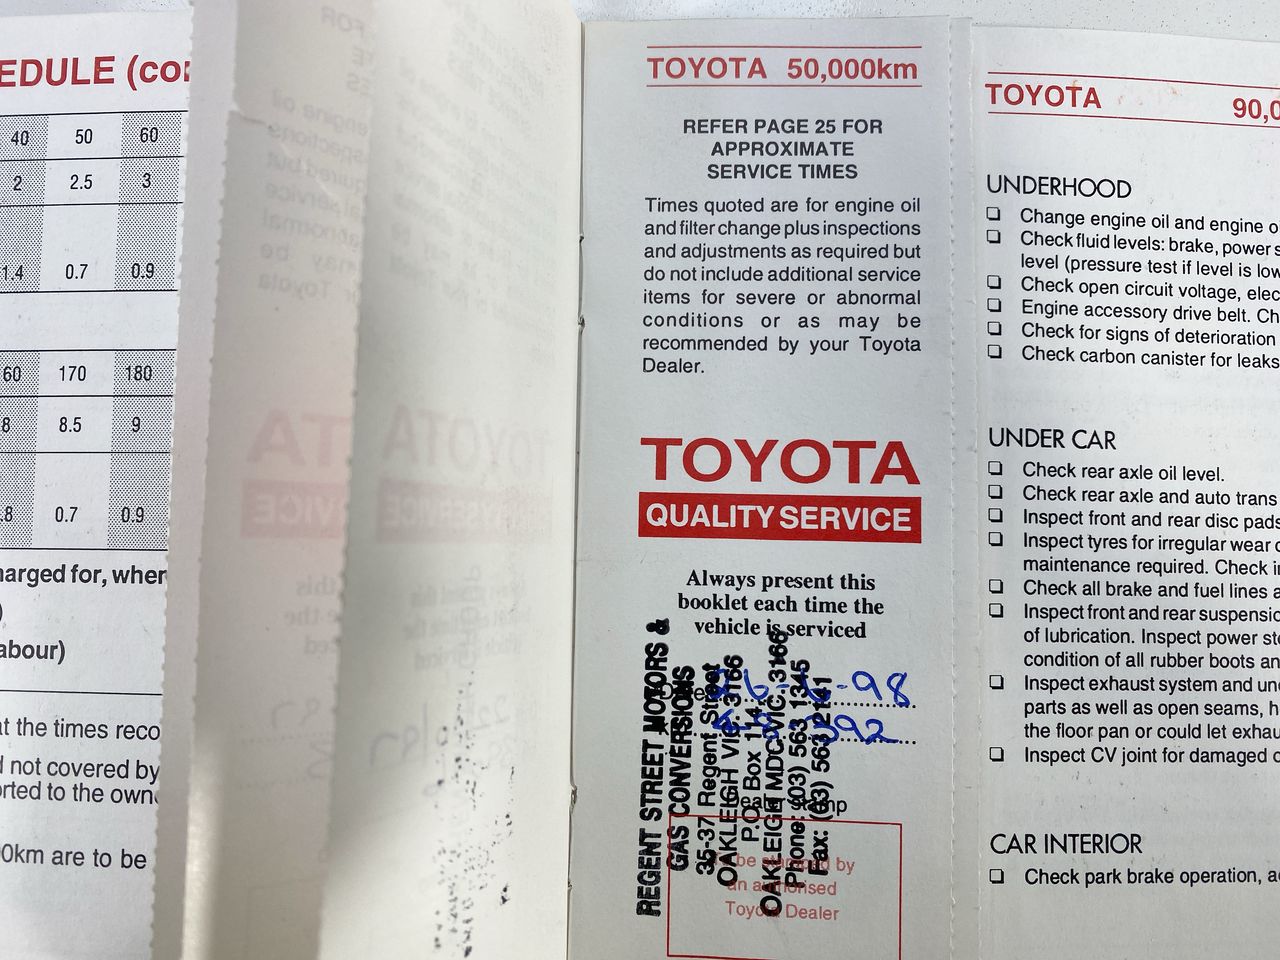 EDULE (co
40 50 60
2 2.5 3
1.4 0.7 0.9
60 170 180
8 8.5 9
.8 0.7 0.9
arged for, wher
)
abour)
at the times reco
d not covered by
orted to the owne
0km are to be
TOYOTA 50,000km
REFER PAGE 25 FOR
APPROXIMATE
SERVICE TIMES
Times quoted are for engine oil
and filter change plus inspections
and adjustments as required but
do not include additional service
items for severe or abnormal
conditions or as may be
recommended by your Toyota
Dealer.
TOYOTA
QUALITY SERVICE
Always present this
booklet each time the
vehicle is serviced
-98
392
Dealer stamp
be stamped by
an authorised
Toyota Dealer
REGENT STREET MOTORS &
GAS CONVERSIONS
35-37 Regent Street
OAKLEIGH Vic. 3166
P.O. Box 114,
OAKLEIGH MDC VIC. 3166
Phone: (03) 563 1345
Fax: (03) 563 2141
TOYOTA 90,0
UNDERHOOD
❏ Change engine oil and engine o
❏ Check fluid levels: brake, power s
level (pressure test if level is low
❏ Check open circuit voltage, elec
❏ Engine accessory drive belt. Ch
❏ Check for signs of deterioration
❏ Check carbon canister for leaks
UNDER CAR
❏ Check rear axle oil level.
❏ Check rear axle and auto trans
❏ Inspect front and rear disc pads
❏ Inspect tyres for irregular wear o
maintenance required. Check i
❏ Check all brake and fuel lines a
❏ Inspect front and rear suspensio
of lubrication. Inspect power ste
condition of all rubber boots an
❏ Inspect exhaust system and und
parts as well as open seams, h
the floor pan or could let exhau
❏ Inspect CV joint for damaged o
CAR INTERIOR
❏ Check park brake operation, a